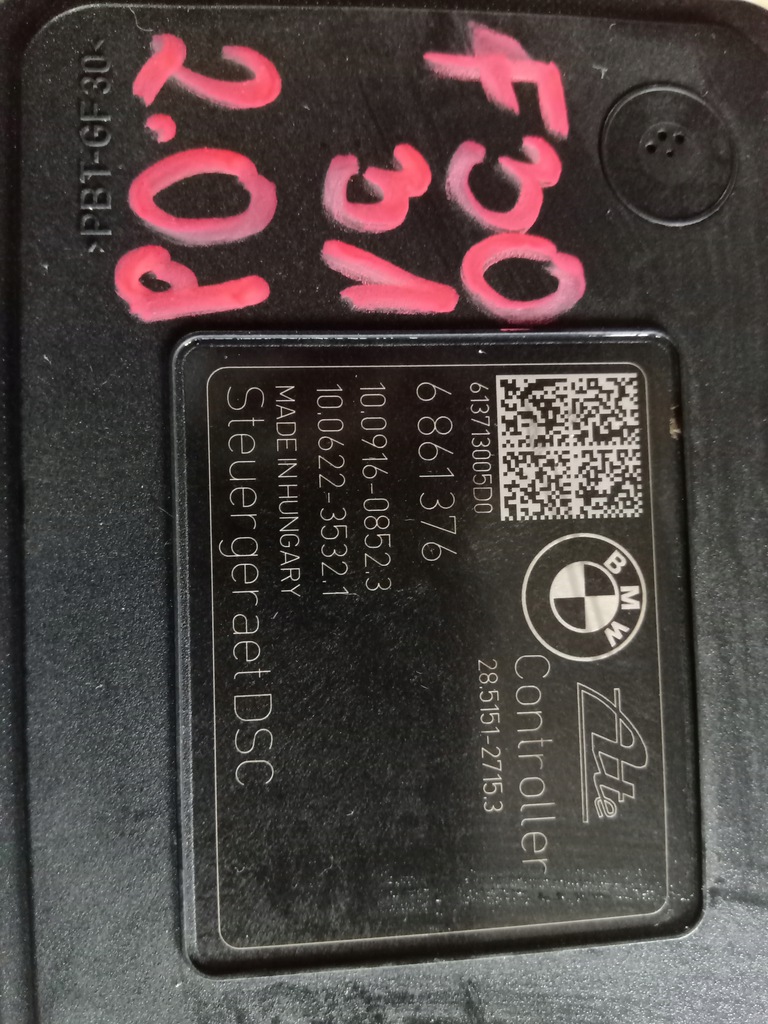 F30
31
2.0d
>PBT-GF30<
BMW
Ate
Controller
28.5151-2715.3
613713005D0
6 861 376
10.0916-0852.3
10.0622-3532.1
MADE IN HUNGARY
Steuergeraet DSC